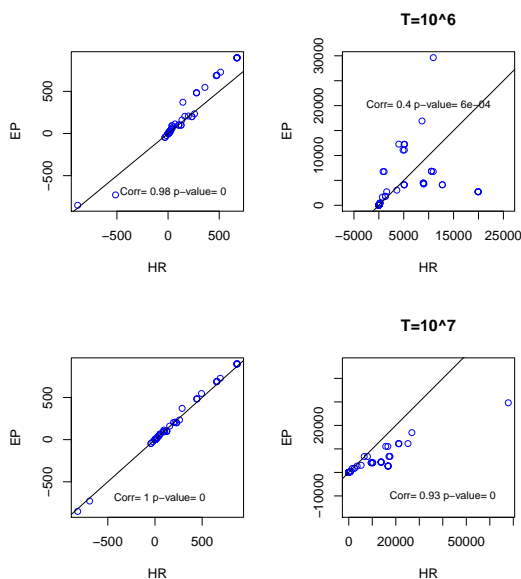 T=10^6
EP
500
0
−500
Corr= 0.98 p-value= 0
−500
0
500
HR
EP
30000
20000
10000
0
Corr= 0.4 p-value= 6e−04
−5000
5000
15000
25000
HR
T=10^7
EP
500
0
−500
Corr= 1 p-value= 0
−500
0
500
HR
EP
20000
0
−10000
Corr= 0.93 p-value= 0
0
20000
60000
HR